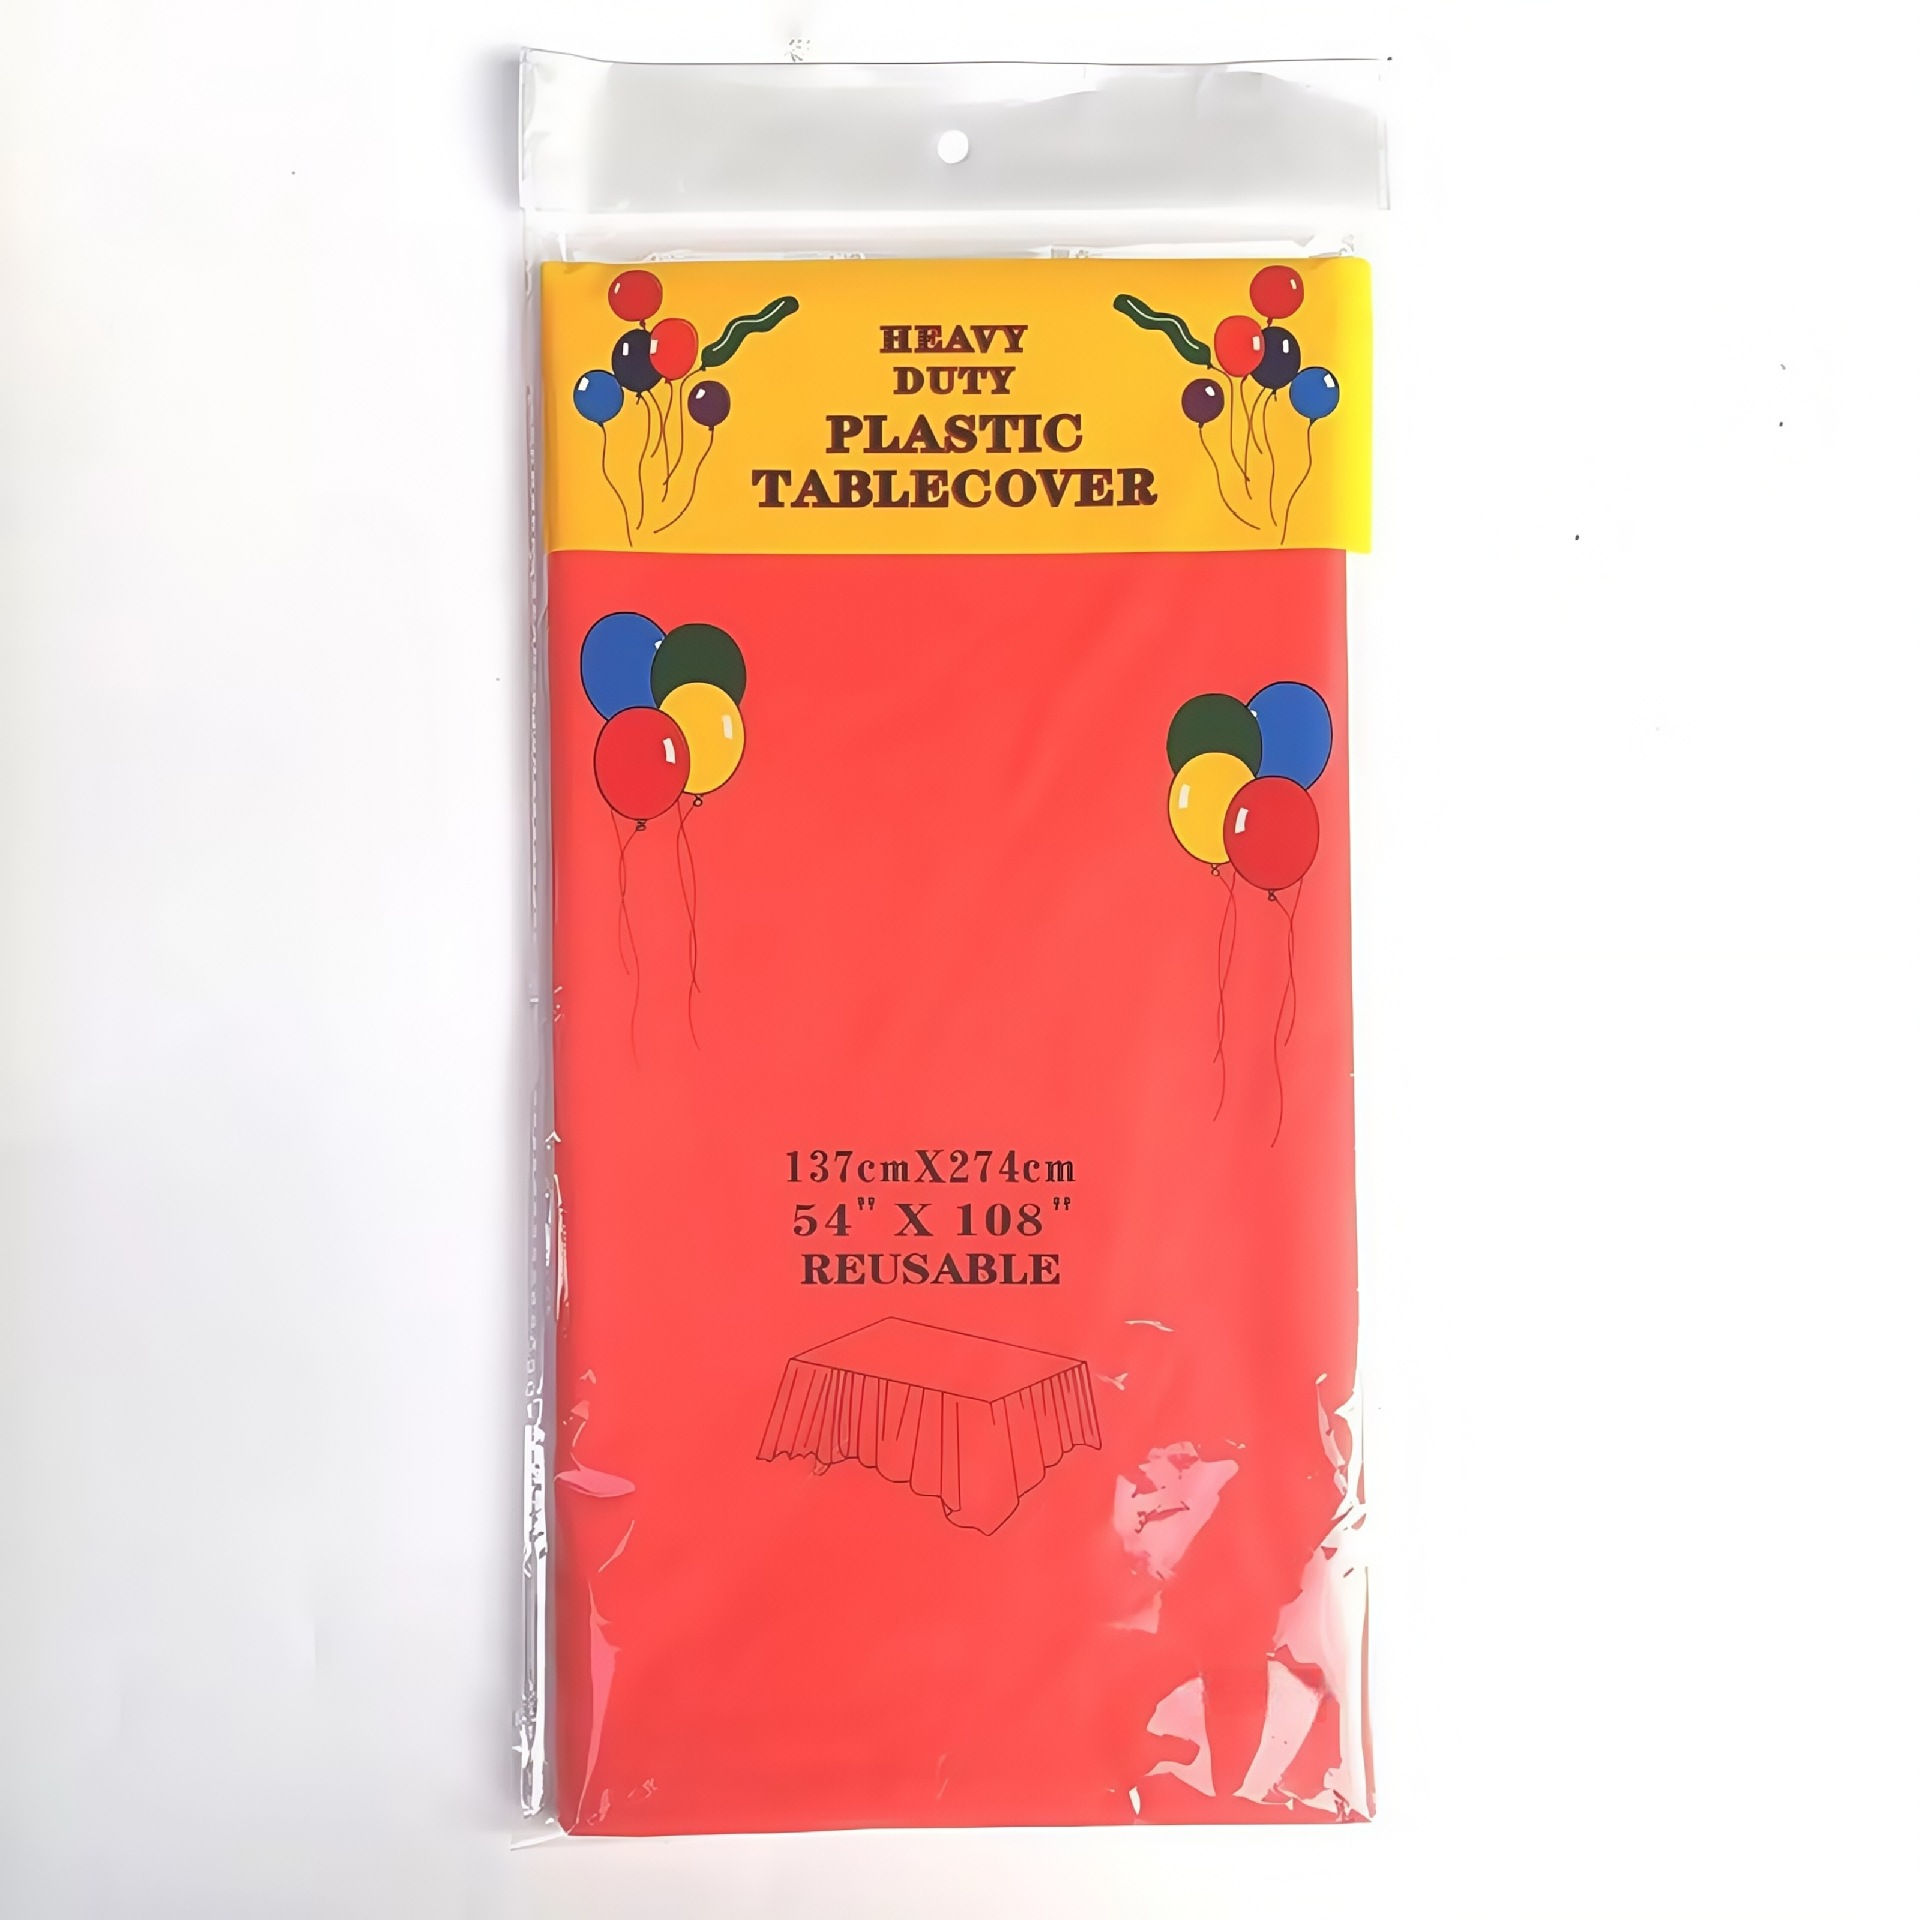 HEAVY
DUTY
PLASTIC
TABLECOVER
137cmX274cm
54" X 108"
REUSABLE